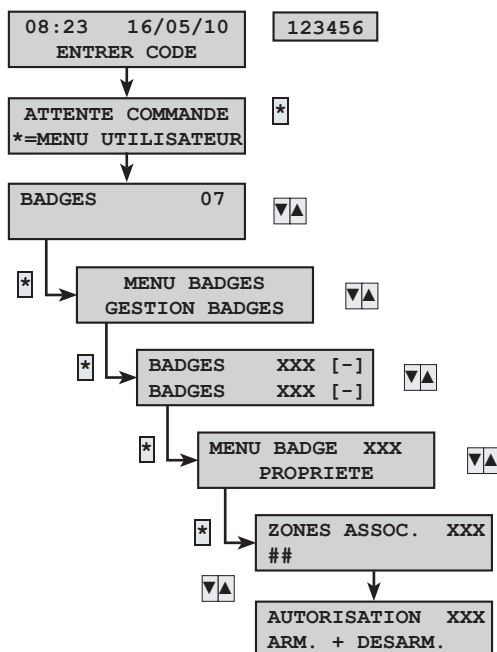 08:23 16/05/10
ENTRER CODE
123456
ATTENTE COMMANDE
*=MENU UTILISATEUR
*
BADGES 07
*
MENU BADGES
GESTION BADGES
*
BADGES XXX [-]
BADGES XXX [-]
*
MENU BADGE XXX
PROPRIETE
*
ZONES ASSOC. XXX
##
AUTORISATION XXX
ARM. + DESARM.